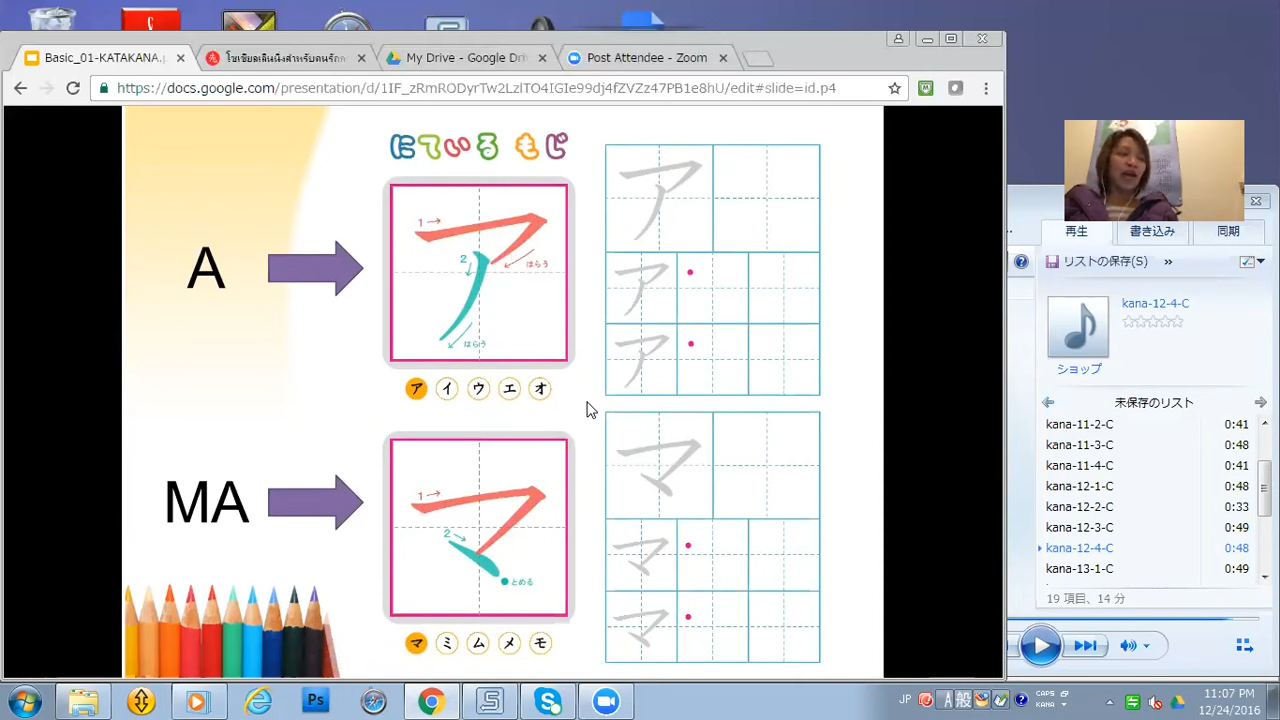 Basic_01-KATAKANA.p
My Drive - Google Dri
Post Attendee - Zoom
https://docs.google.com/presentation/d/1IF_zRmRODyrTw2LzlTO4IGIe99dj4fZVZz47PB1e8hU/edit#slide=id.p4
にている もじ
A
1
2
はらう
はらう
ア イ ウ エ オ
ア
ア
ア
MA
1
2
とめる
マ ミ ム メ モ
マ
マ
マ
再生 書き込み 同期
リストの保存(S) »
kana-12-4-C
ショップ
未保存のリスト
kana-11-2-C 0:41
kana-11-3-C 0:48
kana-11-4-C 0:41
kana-12-1-C 0:48
kana-12-2-C 0:33
kana-12-3-C 0:49
kana-12-4-C 0:48
kana-13-1-C 0:49
19 項目、14 分
Ps
JP A 般 CAPS KANA
11:07 PM
12/24/2016